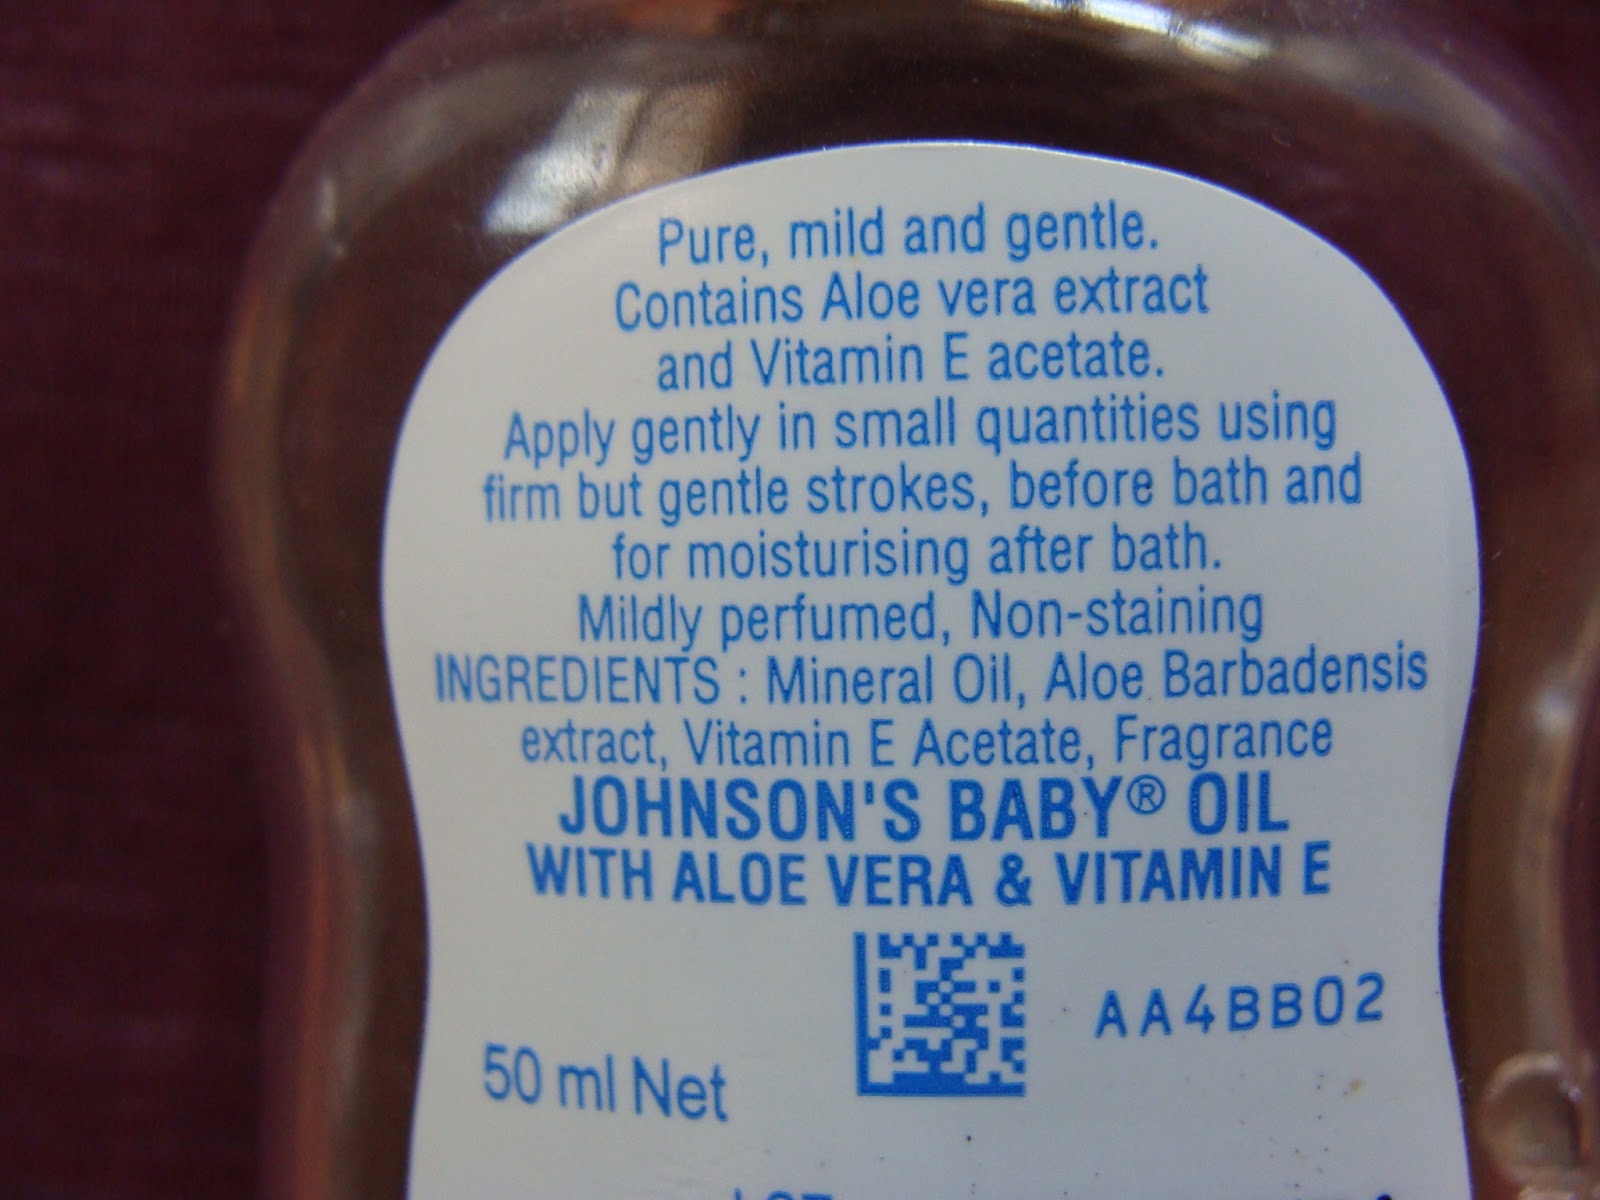 Pure, mild and gentle.
Contains Aloe vera extract
and Vitamin E acetate.
Apply gently in small quantities using
firm but gentle strokes, before bath and
for moisturising after bath.
Mildly perfumed, Non-staining
INGREDIENTS : Mineral Oil, Aloe Barbadensis
extract, Vitamin E Acetate, Fragrance
JOHNSON'S BABY® OIL
WITH ALOE VERA & VITAMIN E
AA4BB02
50 ml Net